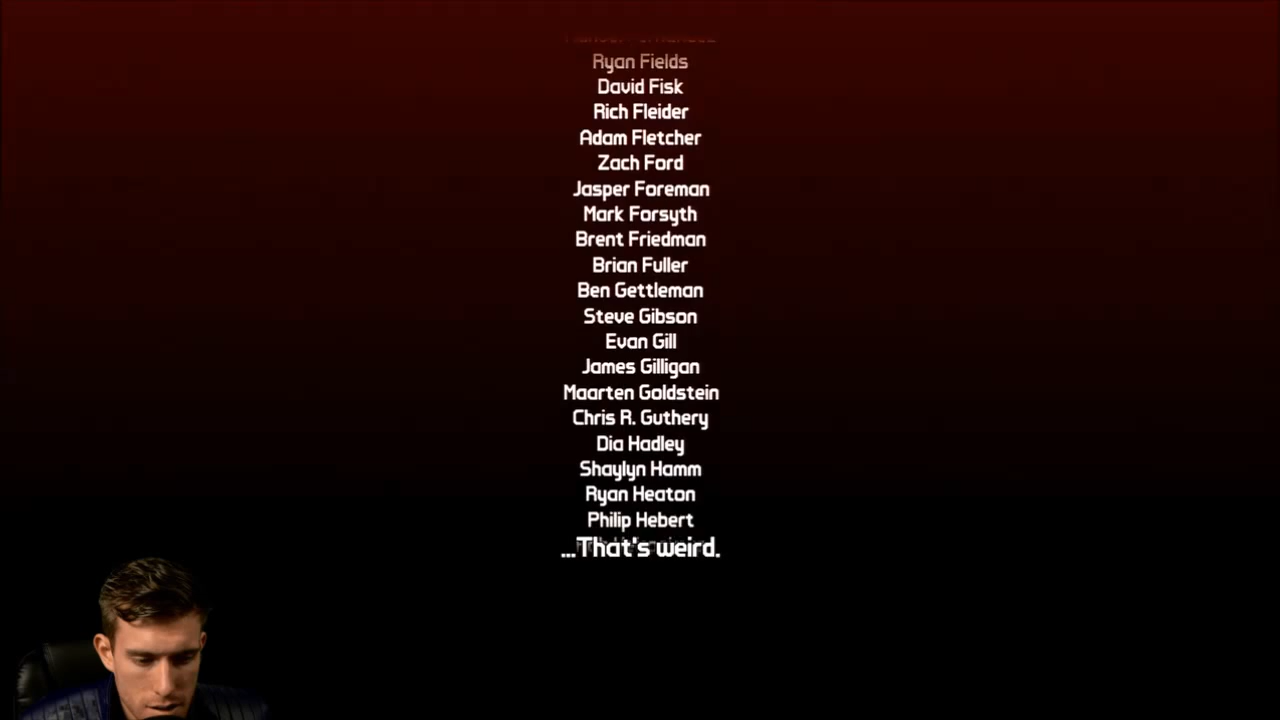 Ryan Fields
David Fisk
Rich Fleider
Adam Fletcher
Zach Ford
Jasper Foreman
Mark Forsyth
Brent Friedman
Brian Fuller
Ben Gettleman
Steve Gibson
Evan Gill
James Gilligan
Maarten Goldstein
Chris R. Guthery
Dia Hadley
Shaylyn Hamm
Ryan Heaton
Philip Hebert
...That's weird.